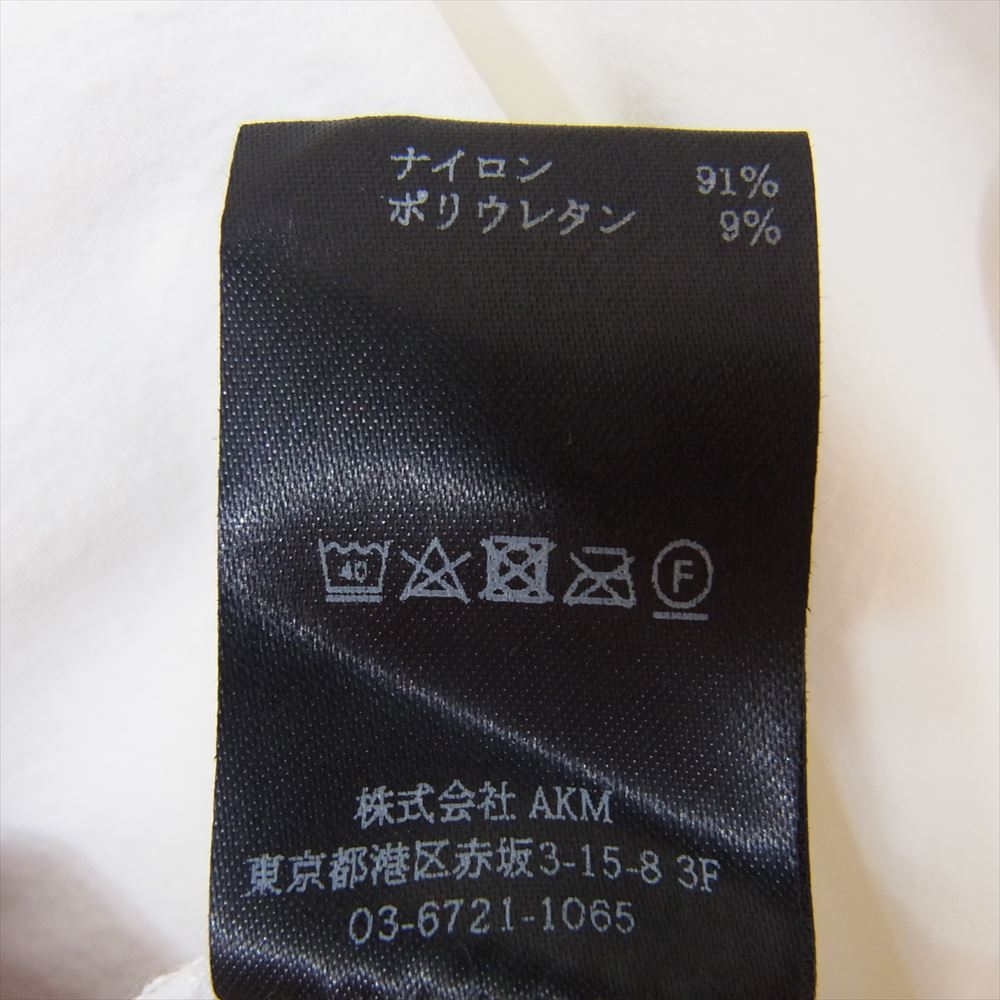 ナイロン 91%
ポリウレタン 9%
40 F
株式会社 AKM
東京都港区赤坂3-15-8 3F
03-6721-1065